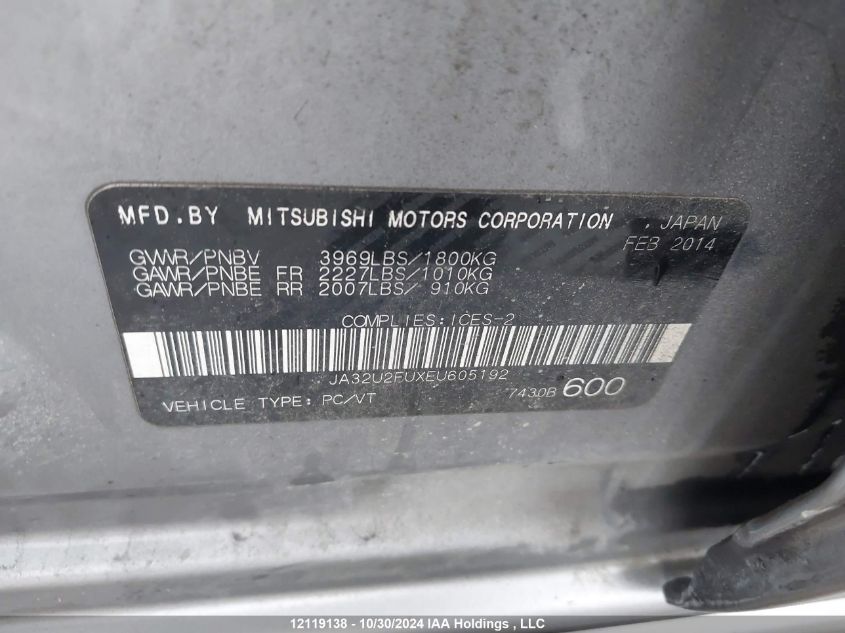 MFD.BY MITSUBISHI MOTORS CORPORATION , JAPAN
FEB 2014
GVWR/PNBV 3969LBS/1800KG
GAWR/PNBE FR 2227LBS/1010KG
GAWR/PNBE RR 2007LBS/ 910KG
COMPLIES:ICES-2
JA32U2FUXEU605192
VEHICLE TYPE: PC/VT 7430B 600
12119138 - 10/30/2024 IAA Holdings , LLC